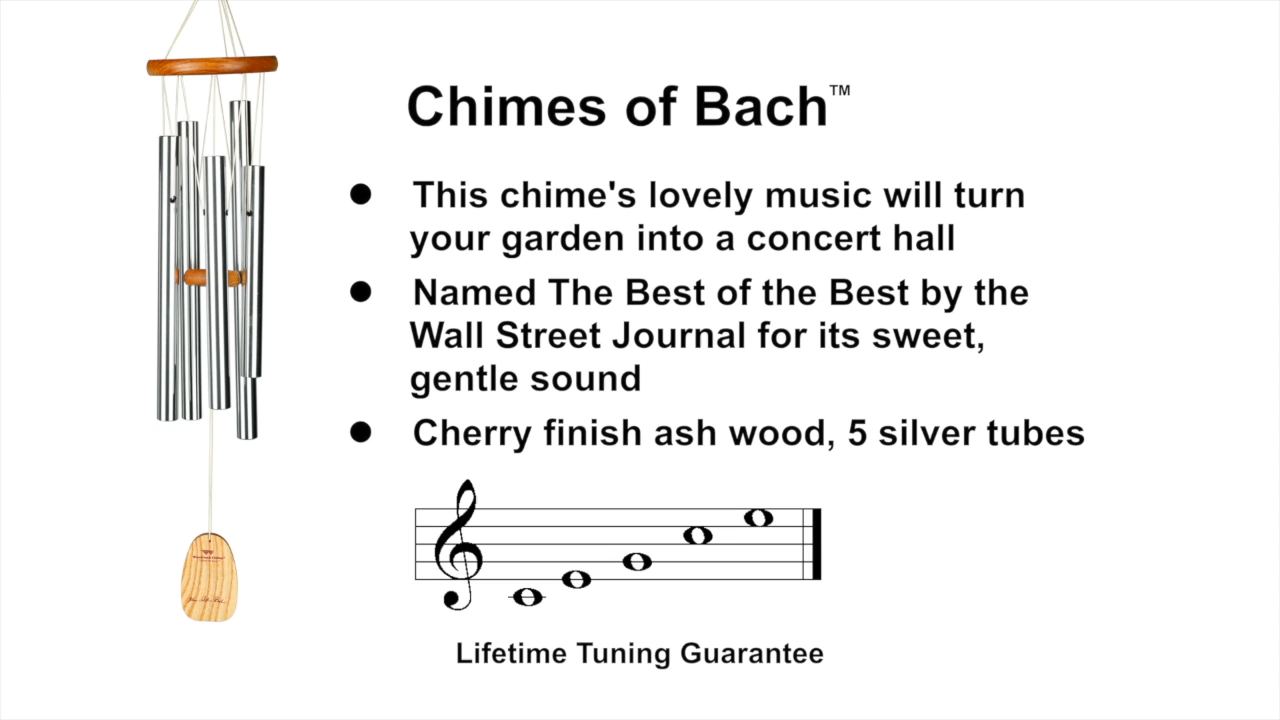 Chimes of Bach™
● This chime's lovely music will turn
your garden into a concert hall
● Named The Best of the Best by the
Wall Street Journal for its sweet,
gentle sound
● Cherry finish ash wood, 5 silver tubes
Lifetime Tuning Guarantee